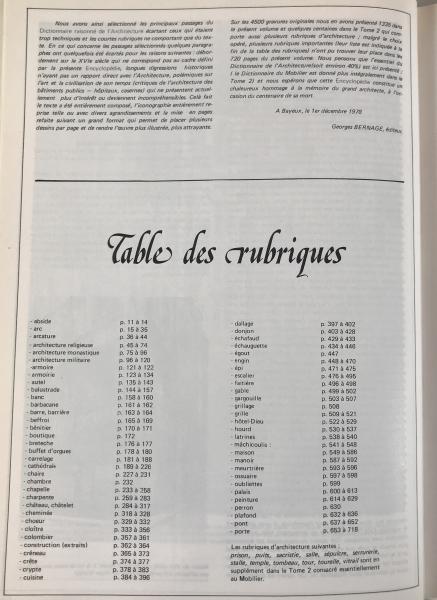 Nous avons ainsi sélectionné les principaux passages du
Dictionnaire raisonné de l'Architecture écartant ceux qui étaient
trop techniques et les courtes rubriques ne comportant que du tex-
te. En ce qui concerne les passages sélectionnés quelques paragra-
phes ont quelquefois été écartés pour les raisons suivantes : débor-
dement sur le XVIe siècle qui ne correspond pas au cadre défini
par la présente Encyclopédie, longues digressions historiques
n'ayant pas un rapport direct avec l'Architecture, polémiques sur
l'art et la civilisation de son temps (critiques de l'architecture des
bâtiments publics — hôpitaux, casernes) qui ne présentent actuel-
lement plus d'intérêt ou deviennent incompréhensibles. Cela fait
le texte a été entièrement composé, l'iconographie entièrement re-
prise telle ou avec divers agrandissements et la mise en pages
refaite suivant un grand format qui permet de placer plusieurs
dessins par page et de rendre l'œuvre plus illustrée, plus attrayante.
Sur les 4500 gravures originales nous en avons présenté 1335 dans
le présent volume et quelques centaines dans le Tome 2 qui com-
porte aussi plusieurs rubriques d'architecture ; malgré le choix
opéré, plusieurs rubriques importantes (leur liste est indiquée à la
fin de la table des rubriques) n'ont pu trouver leur place dans les
720 pages du présent volume. Nous pensons que l'essentiel du
Dictionnaire de l'Architecture(soit environ 40%) est ici présenté
( le Dictionnaire du Mobilier est donné plus intégralement dans le
Tome 2) et nous espérons que cette Encyclopédie constitue un
chaleureux hommage à la mémoire du grand architecte, à l'oc-
casion du centenaire de sa mort.
A Bayeux, le 1er décembre 1978
Georges BERNAGE, éditeur
Table des rubriques
- abside p. 11 à 14
- arc p. 15 à 35
- arcature p. 36 à 44
- architecture religieuse p. 45 à 74
- architecture monastique p. 75 à 96
- architecture militaire p. 96 à 120
- armoire p. 121 à 122
- armoirie p. 123 à 134
- autel p. 135 à 143
- balustrade p. 144 à 157
- banc p. 158 à 160
- barbacane p. 161 à 162
- barre, barrière p. 163 à 164
- beffroi p. 165 à 169
- bénitier p. 170 à 171
- boutique p. 172
- breteche p. 176 à 177
- buffet d'orgues p. 178 à 180
- carrelage p. 181 à 188
- cathédrale p. 189 à 226
- chaire p. 227 à 231
- chambre p. 232
- chapelle p. 233 à 258
- charpente p. 259 à 283
- château, châtelet p. 284 à 317
- cheminée p. 318 à 328
- choeur p. 329 à 332
- cloître p. 333 à 356
- colombier p. 357 à 361
- construction (extraits) p. 362 à 364
- créneau p. 365 à 373
- crête p. 374 à 377
- crypte p. 378 à 383
- cuisine p. 384 à 396
- dallage p. 397 à 402
- donjon p. 403 à 428
- échafaud p. 429 à 433
- échauguette p. 434 à 446
- égout p. 447
- engin p. 448 à 470
- épi p. 471 à 475
- escalier p. 476 à 495
- faîtière p. 496 à 498
- gable p. 499 à 502
- gargouille p. 503 à 507
- grillage p. 508
- grille p. 509 à 521
- hôtel-Dieu p. 522 à 529
- hourd p. 530 à 537
- latrines p. 538 à 540
- mâchicoulis : p. 541 à 548
- maison p. 549 à 586
- manoir p. 587 à 592
- meurtrière p. 593 à 596
- ossuaire p. 597 à 598
- oubliettes p. 599
- palais p. 600 à 613
- peinture p. 614 à 629
- perron p. 630
- plafond p. 632 à 636
- pont p. 637 à 652
- porte p. 653 à 718
Les rubriques d'architecture suivantes :
prison, puits, sacristie, salle, sépulcre, serrurerie,
stalle, temple, tombeau, tour, tourelle, vitrail sont en
supplément dans le Tome 2 consacré essentiellement
au Mobilier.